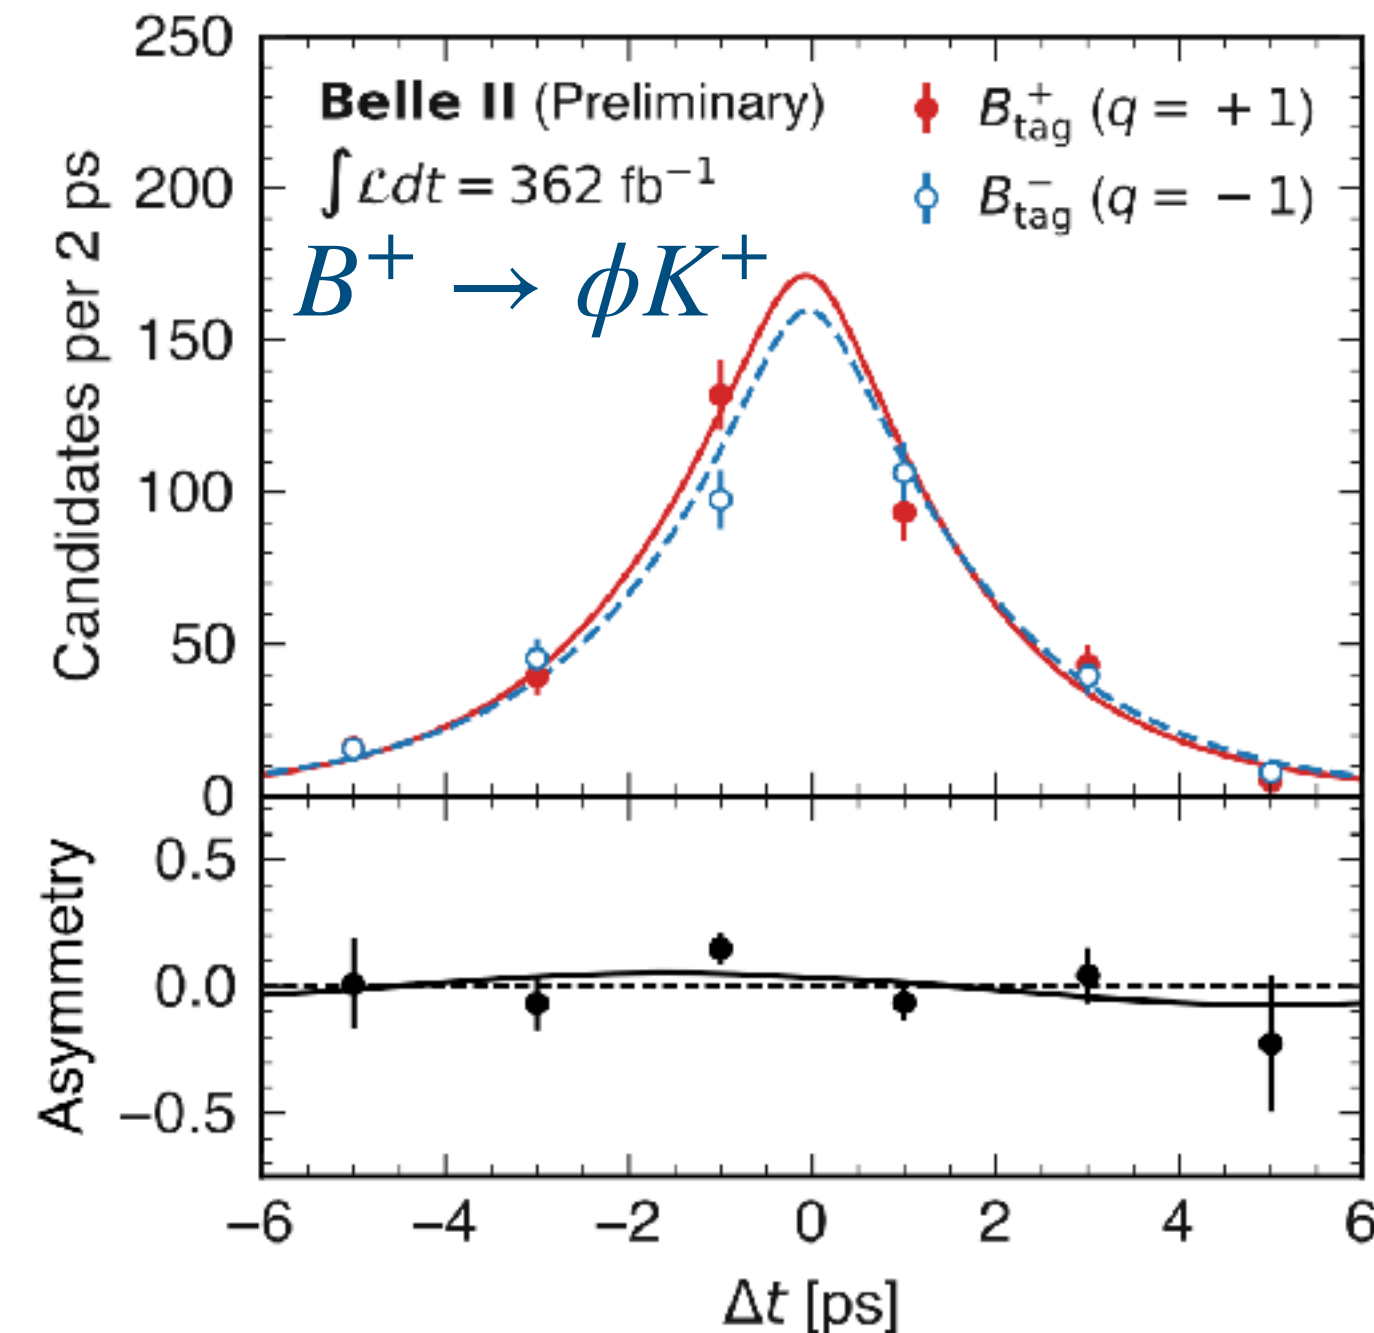 250
200
150
100
50
0
Candidates per 2 ps
Belle II (Preliminary)
∫ℒdt = 362 fb⁻¹
B⁺ → ϕK⁺
B⁺tag (q = +1)
B⁻tag (q = −1)
0.5
0.0
−0.5
Asymmetry
−6 −4 −2 0 2 4 6
Δt [ps]